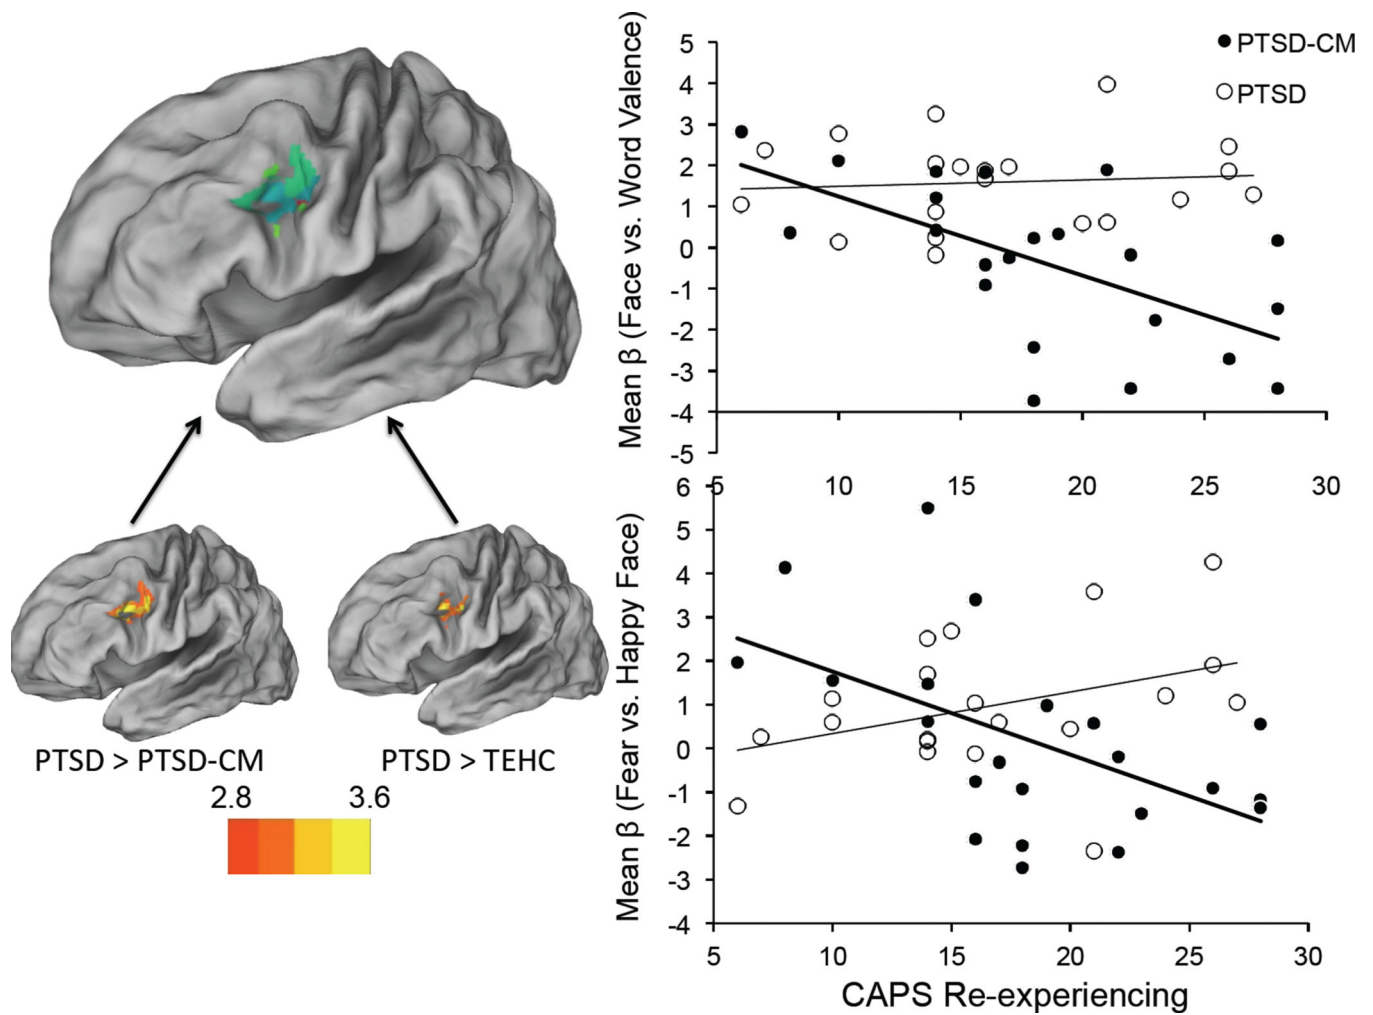 PTSD > PTSD-CM
PTSD > TEHC
2.8 3.6
PTSD-CM
PTSD
Mean β (Face vs. Word Valence)
5
4
3
2
1
0
-1
-2
-3
-4
-5
5 10 15 20 25 30
Mean β (Fear vs. Happy Face)
6
5
4
3
2
1
0
-1
-2
-3
-4
5 10 15 20 25 30
CAPS Re-experiencing